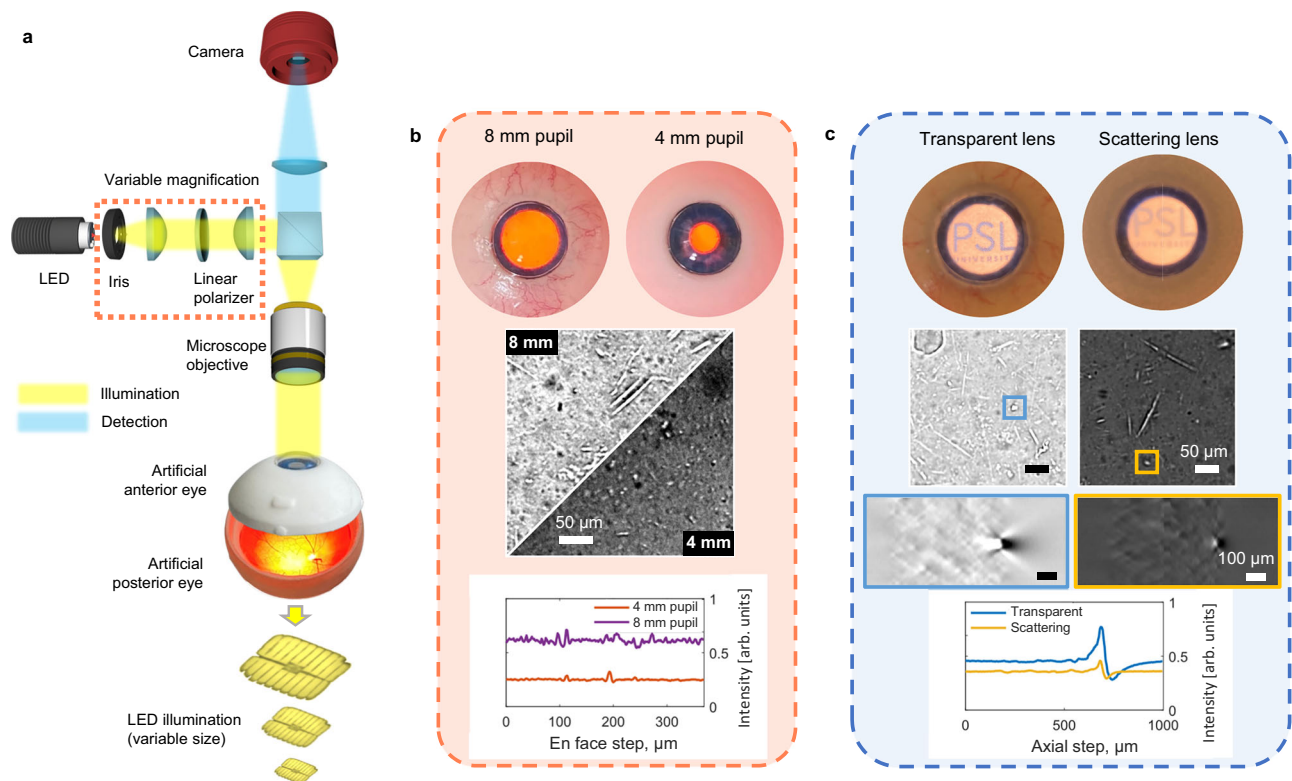 a
Camera
Variable magnification
LED
Iris
Linear
polarizer
Microscope
objective
Illumination
Detection
Artificial
anterior eye
Artificial
posterior eye
LED illumination
(variable size)
b
8 mm pupil
4 mm pupil
8 mm
50 µm
4 mm
4 mm pupil
8 mm pupil
1
0.5
0
0
100
200
300
Intensity [arb. units]
En face step, µm
c
Transparent lens
Scattering lens
PSL
UNIVERSITY
PSL
UNIVERSITY
50 µm
100 µm
Transparent
Scattering
1
0.5
0
0
500
1000
Intensity [arb. units]
Axial step, µm